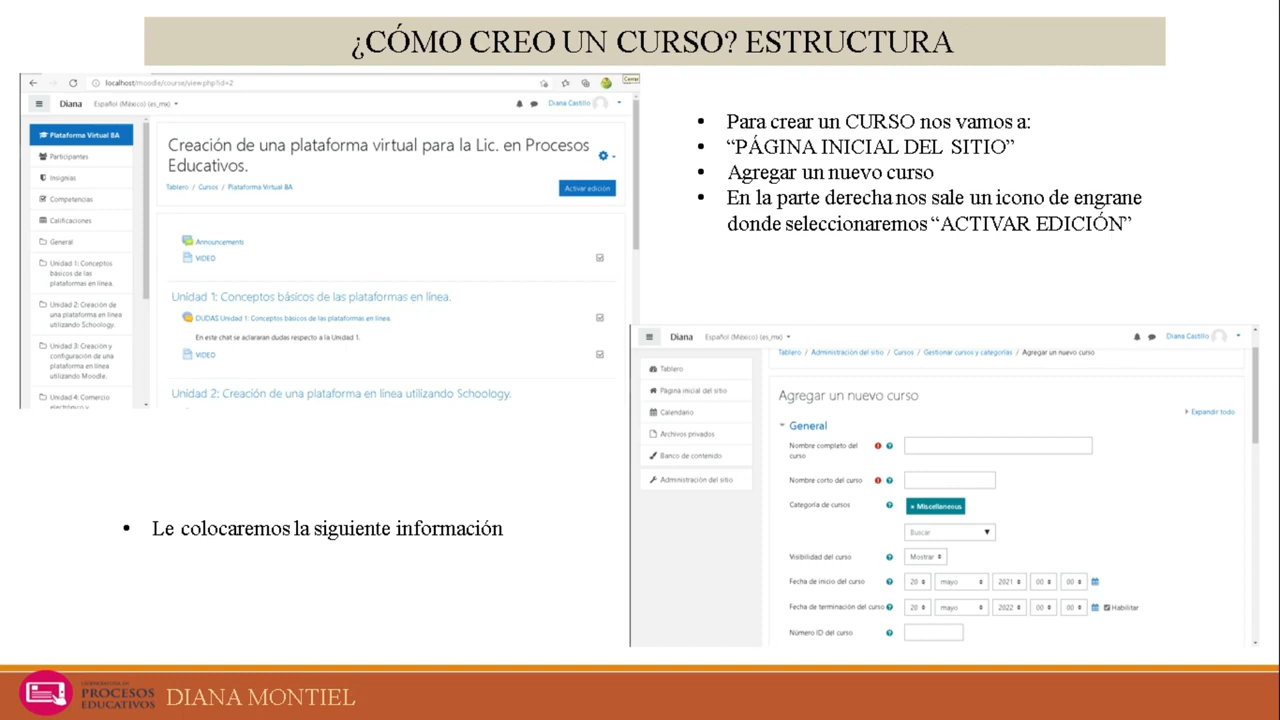 ¿CÓMO CREO UN CURSO? ESTRUCTURA
localhost/moodle/course/view.php?id=2
Cerrar
Diana
Español (México) (es_mx)
Diana Castillo
Plataforma Virtual 8A
Participantes
Insignias
Competencias
Calificaciones
General
Unidad 1: Conceptos
básicos de las
plataformas en línea.
Unidad 2: Creación de
una plataforma en línea
utilizando Schoology.
Unidad 3: Creación y
configuración de una
plataforma en línea
utilizando Moodle.
Unidad 4: Comercio
electrónico y
Creación de una plataforma virtual para la Lic. en Procesos
Educativos.
Tablero / Cursos / Plataforma Virtual 8A
Activar edición
Announcements
VIDEO
Unidad 1: Conceptos básicos de las plataformas en línea.
DUDAS Unidad 1: Conceptos básicos de las plataformas en línea.
En este chat se aclararan dudas respecto a la Unidad 1.
VIDEO
Unidad 2: Creación de una plataforma en línea utilizando Schoology.
• Para crear un CURSO nos vamos a:
• “PÁGINA INICIAL DEL SITIO”
• Agregar un nuevo curso
• En la parte derecha nos sale un icono de engrane
donde seleccionaremos “ACTIVAR EDICIÓN”
Diana
Español (México) (es_mx)
Diana Castillo
Tablero / Administración del sitio / Cursos / Gestionar cursos y categorías / Agregar un nuevo curso
Tablero
Página inicial del sitio
Calendario
Archivos privados
Banco de contenido
Administración del sitio
Agregar un nuevo curso
Expandir todo
General
Nombre completo del
curso
Nombre corto del curso
Categoría de cursos
× Miscellaneous
Buscar
Visibilidad del curso
Mostrar
Fecha de inicio del curso
20 mayo 2021 00 00
Fecha de terminación del curso
20 mayo 2022 00 00 Habilitar
Número ID del curso
• Le colocaremos la siguiente información
PROCESOS
EDUCATIVOS
DIANA MONTIEL